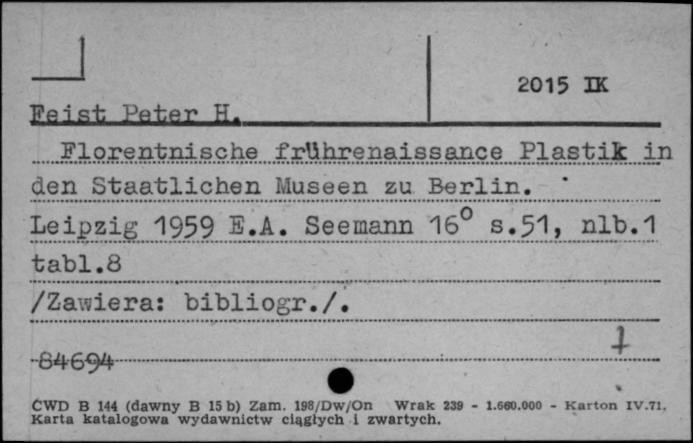 2015 IK
Feist Peter H.
Florentnische frührenaissance Plastik in
den Staatlichen Museen zu Berlin.
Leipzig 1959 E.A. Seemann 16° s.51, nlb.1
tabl.8
/Zawiera: bibliogr./.
1
84694
CWD B 144 (dawny B 15 b) Zam. 198/Dw/On Wrak 239 - 1.660.000 - Karton IV.71.
Karta katalogowa wydawnictw ciągłych i zwartych.